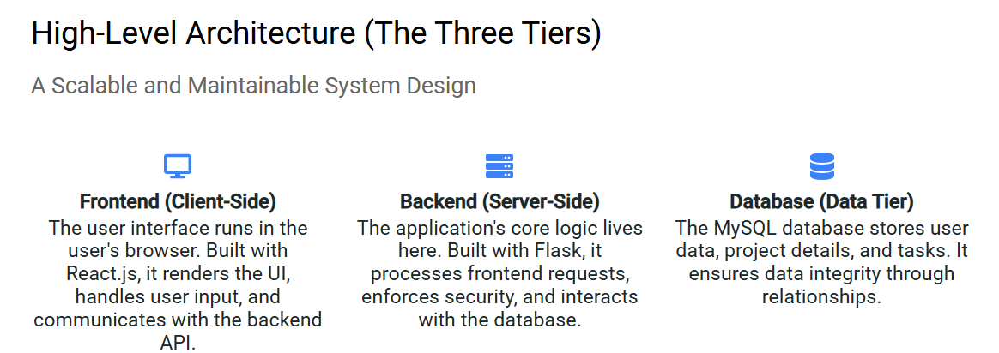 High-Level Architecture (The Three Tiers)
A Scalable and Maintainable System Design
Frontend (Client-Side)
The user interface runs in the
user's browser. Built with
React.js, it renders the UI,
handles user input, and
communicates with the backend
API.
Backend (Server-Side)
The application's core logic lives
here. Built with Flask, it
processes frontend requests,
enforces security, and interacts
with the database.
Database (Data Tier)
The MySQL database stores user
data, project details, and tasks. It
ensures data integrity through
relationships.